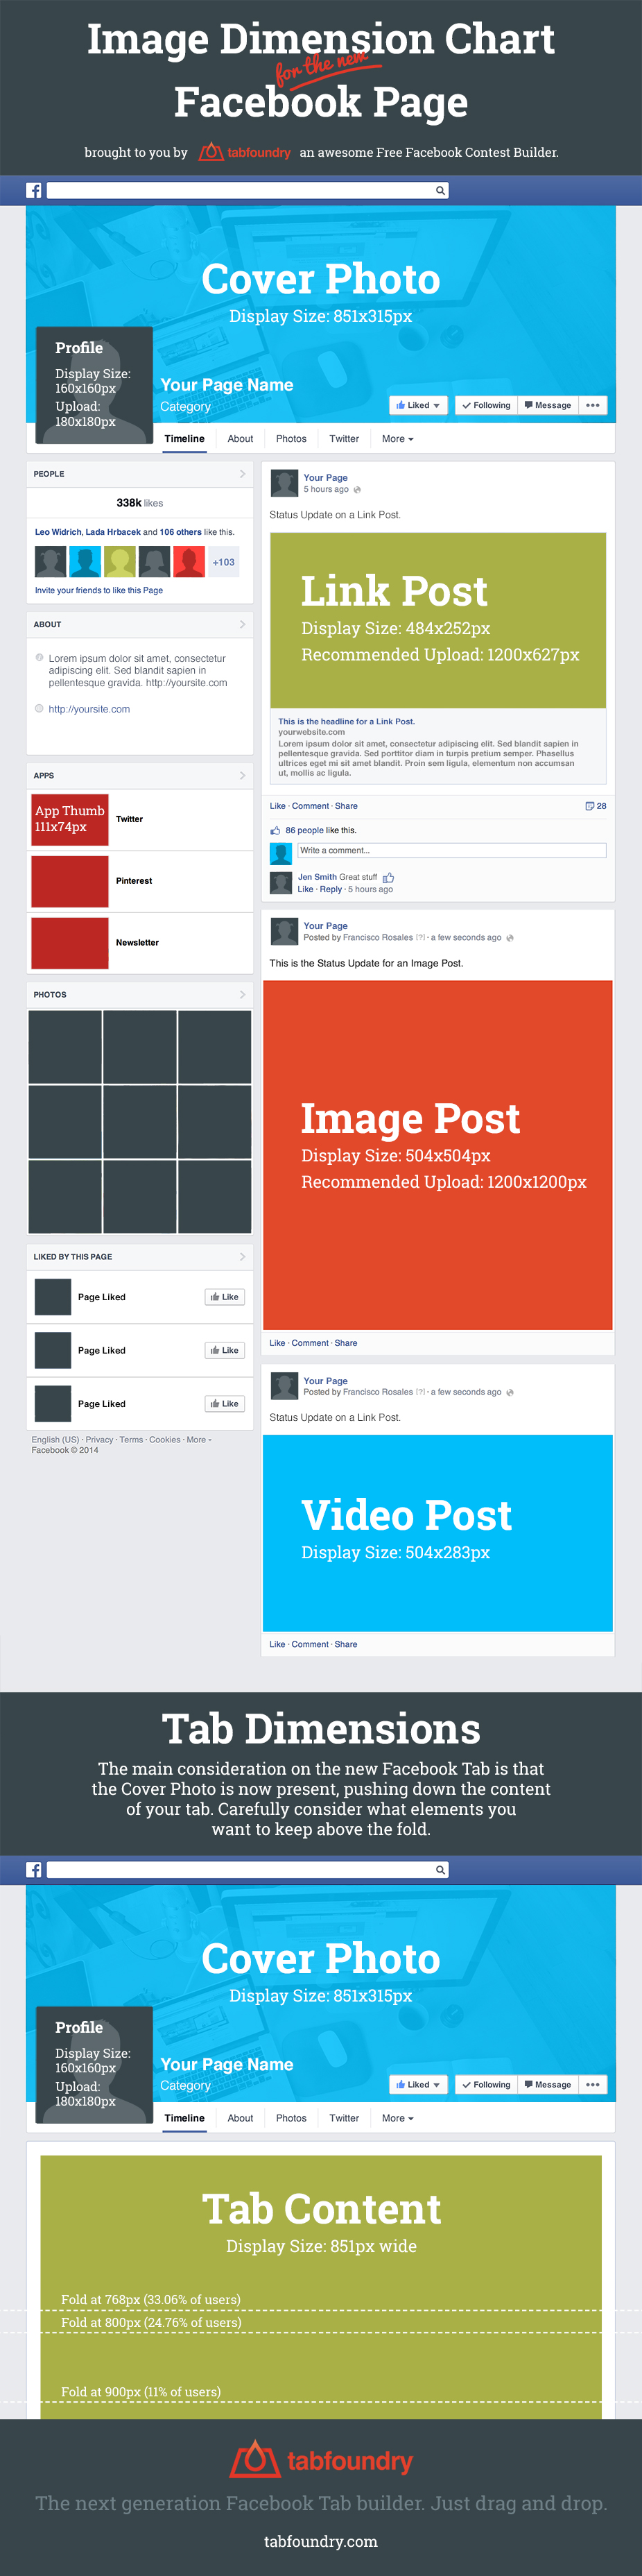 Image Dimension Chart
for the new
Facebook Page
brought to you by tabfoundry an awesome Free Facebook Contest Builder.
Cover Photo
Display Size: 851x315px
Profile
Display Size:
160x160px
Upload:
180x180px
Your Page Name
Category
Liked
Following
Message
Timeline
About
Photos
Twitter
More
PEOPLE
338k likes
Leo Widrich, Lada Hrbacek and 106 others like this.
+103
Invite your friends to like this Page
ABOUT
Lorem ipsum dolor sit amet, consectetur
adipiscing elit. Sed blandit sapien in
pellentesque gravida. http://yoursite.com
http://yoursite.com
APPS
App Thumb
111x74px
Twitter
Pinterest
Newsletter
PHOTOS
LIKED BY THIS PAGE
Page Liked
Like
Page Liked
Like
Page Liked
Like
English (US) · Privacy · Terms · Cookies · More
Facebook © 2014
Your Page
5 hours ago
Status Update on a Link Post.
Link Post
Display Size: 484x252px
Recommended Upload: 1200x627px
This is the headline for a Link Post.
yourwebsite.com
Lorem ipsum dolor sit amet, consectetur adipiscing elit. Sed blandit sapien in
pellentesque gravida. Sed porttitor diam in turpis pretium semper. Phasellus
ultrices eget mi sit amet blandit. Proin sem ligula, elementum non accumsan
ut, mollis ac ligula.
Like · Comment · Share
28
86 people like this.
Write a comment...
Jen Smith Great stuff
Like · Reply · 5 hours ago
Your Page
Posted by Francisco Rosales [?] · a few seconds ago
This is the Status Update for an Image Post.
Image Post
Display Size: 504x504px
Recommended Upload: 1200x1200px
Like · Comment · Share
Your Page
Posted by Francisco Rosales [?] · a few seconds ago
Status Update on a Link Post.
Video Post
Display Size: 504x283px
Like · Comment · Share
Tab Dimensions
The main consideration on the new Facebook Tab is that
the Cover Photo is now present, pushing down the content
of your tab. Carefully consider what elements you
want to keep above the fold.
Cover Photo
Display Size: 851x315px
Profile
Display Size:
160x160px
Upload:
180x180px
Your Page Name
Category
Liked
Following
Message
Timeline
About
Photos
Twitter
More
Tab Content
Display Size: 851px wide
Fold at 768px (33.06% of users)
Fold at 800px (24.76% of users)
Fold at 900px (11% of users)
tabfoundry
The next generation Facebook Tab builder. Just drag and drop.
tabfoundry.com